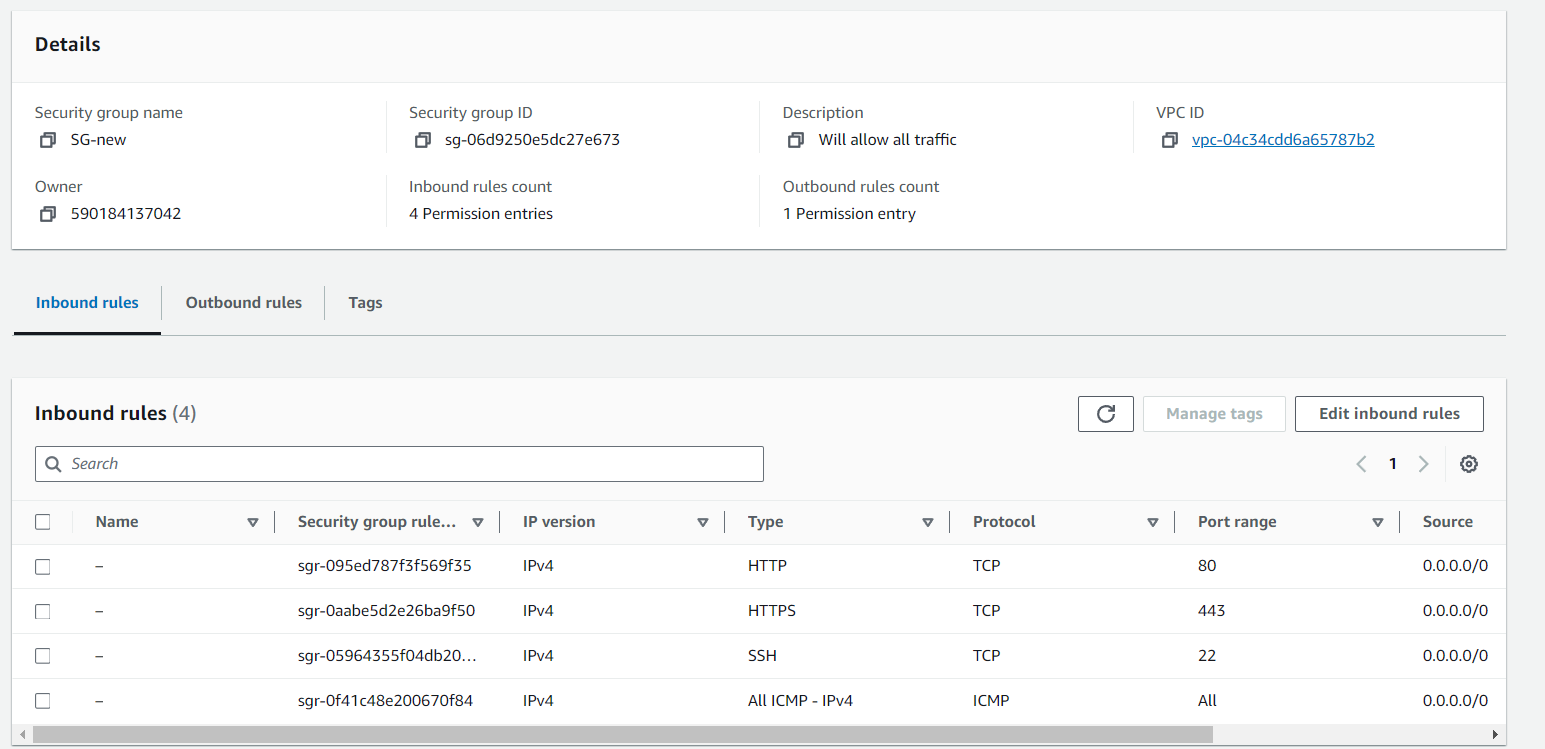 Details
Security group name Security group ID Description VPC ID
SG-new sg-06d9250e5dc27e673 Will allow all traffic vpc-04c34cdd6a65787b2
Owner Inbound rules count Outbound rules count
590184137042 4 Permission entries 1 Permission entry
Inbound rules Outbound rules Tags
Inbound rules (4) Manage tags Edit inbound rules
Search 1
Name Security group rule... IP version Type Protocol Port range Source
– sgr-095ed787f3f569f35 IPv4 HTTP TCP 80 0.0.0.0/0
– sgr-0aabe5d2e26ba9f50 IPv4 HTTPS TCP 443 0.0.0.0/0
– sgr-05964355f04db20... IPv4 SSH TCP 22 0.0.0.0/0
– sgr-0f41c48e200670f84 IPv4 All ICMP - IPv4 ICMP All 0.0.0.0/0